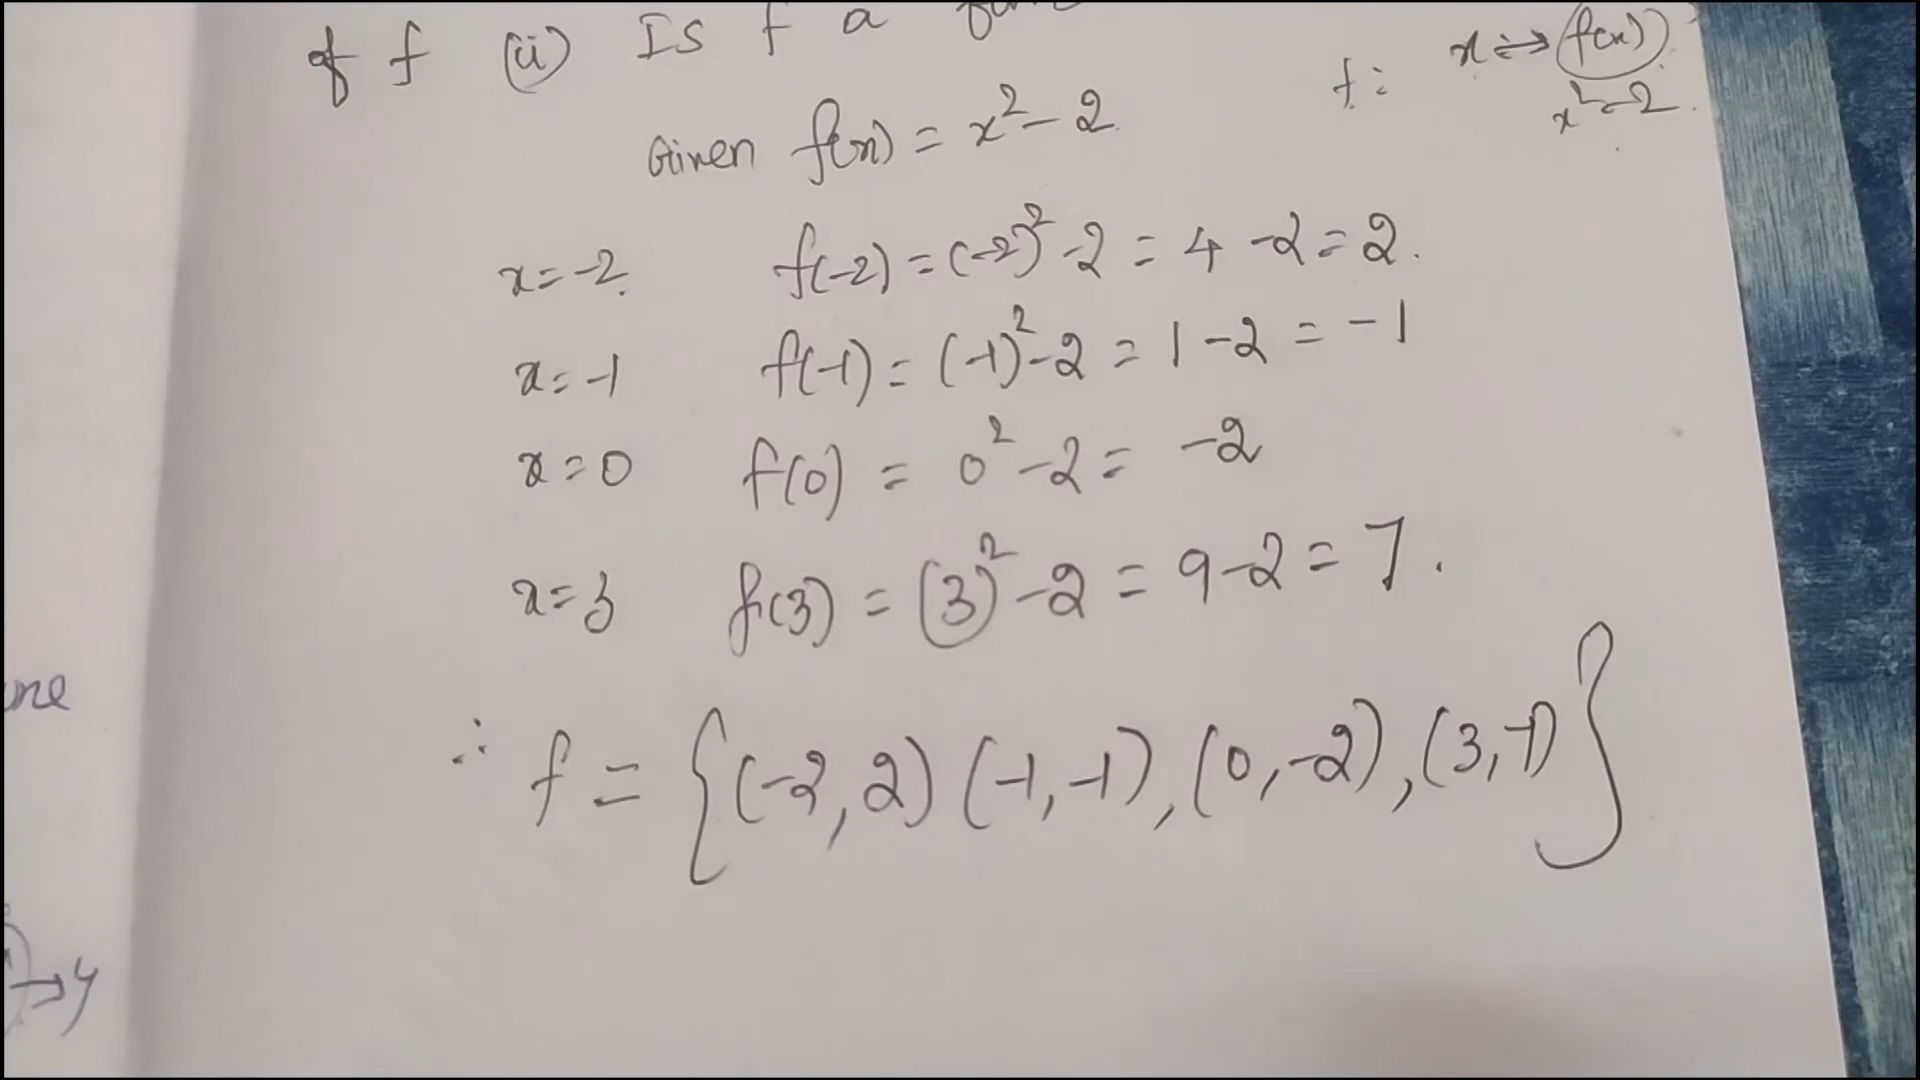 of f (ii) Is f a
f: x → f(x)
x² - 2
Given f(x) = x² - 2
x = -2 f(-2) = (-2)² - 2 = 4 - 2 = 2.
x = -1 f(-1) = (-1)² - 2 = 1 - 2 = -1
x = 0 f(0) = 0² - 2 = -2
x = 3 f(3) = (3)² - 2 = 9 - 2 = 7.
∴ f = {(-2, 2) (-1, -1), (0, -2), (3, 7)}
→ y